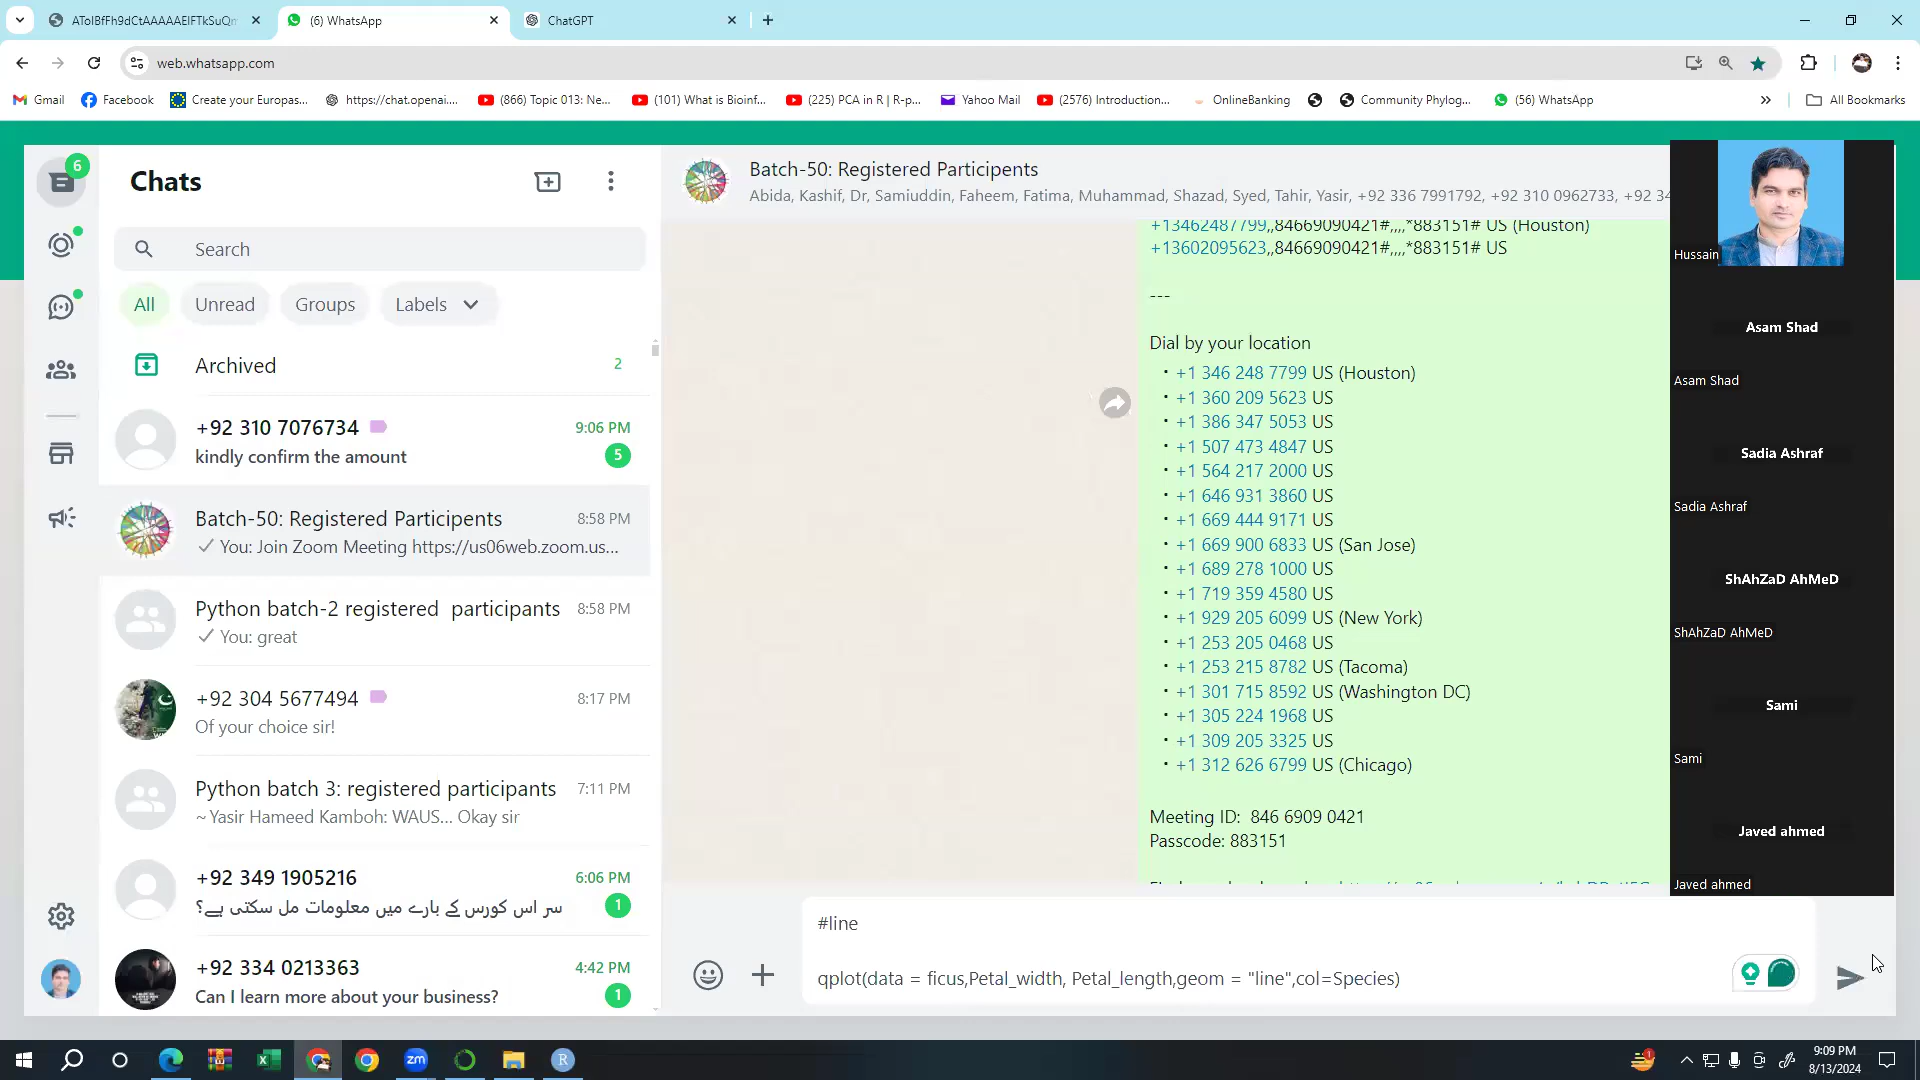 AToIBfFh9dCtAAAAAEIFTkSuQm
(6) WhatsApp
ChatGPT
web.whatsapp.com
Gmail
Facebook
Create your Europas...
https://chat.openai....
(866) Topic 013: Ne...
(101) What is Bioinf...
(225) PCA in R | R-p...
Yahoo Mail
(2576) Introduction...
OnlineBanking
Community Phylog...
(56) WhatsApp
All Bookmarks
6
Chats
Search
All
Unread
Groups
Labels
Archived
2
+92 310 7076734
9:06 PM
kindly confirm the amount
5
Batch-50: Registered Participents
8:58 PM
You: Join Zoom Meeting https://us06web.zoom.us...
Python batch-2 registered participants
8:58 PM
You: great
+92 304 5677494
8:17 PM
Of your choice sir!
Python batch 3: registered participants
7:11 PM
~ Yasir Hameed Kamboh: WAUS... Okay sir
+92 349 1905216
6:06 PM
سر اس کورس کے بارے میں معلومات مل سکتی ہے؟
1
+92 334 0213363
4:42 PM
Can I learn more about your business?
1
Batch-50: Registered Participents
Abida, Kashif, Dr, Samiuddin, Faheem, Fatima, Muhammad, Shazad, Syed, Tahir, Yasir, +92 336 7991792, +92 310 0962733, +92 34
+13462487799,,84669090421#,,,,*883151# US (Houston)
+13602095623,,84669090421#,,,,*883151# US
---
Dial by your location
• +1 346 248 7799 US (Houston)
• +1 360 209 5623 US
• +1 386 347 5053 US
• +1 507 473 4847 US
• +1 564 217 2000 US
• +1 646 931 3860 US
• +1 669 444 9171 US
• +1 669 900 6833 US (San Jose)
• +1 689 278 1000 US
• +1 719 359 4580 US
• +1 929 205 6099 US (New York)
• +1 253 205 0468 US
• +1 253 215 8782 US (Tacoma)
• +1 301 715 8592 US (Washington DC)
• +1 305 224 1968 US
• +1 309 205 3325 US
• +1 312 626 6799 US (Chicago)
Meeting ID: 846 6909 0421
Passcode: 883151
#line
qplot(data = ficus,Petal_width, Petal_length,geom = "line",col=Species)
Hussain
Asam Shad
Asam Shad
Sadia Ashraf
Sadia Ashraf
ShAhZaD AhMeD
ShAhZaD AhMeD
Sami
Sami
Javed ahmed
Javed ahmed
zm
R
1
9:09 PM
8/13/2024